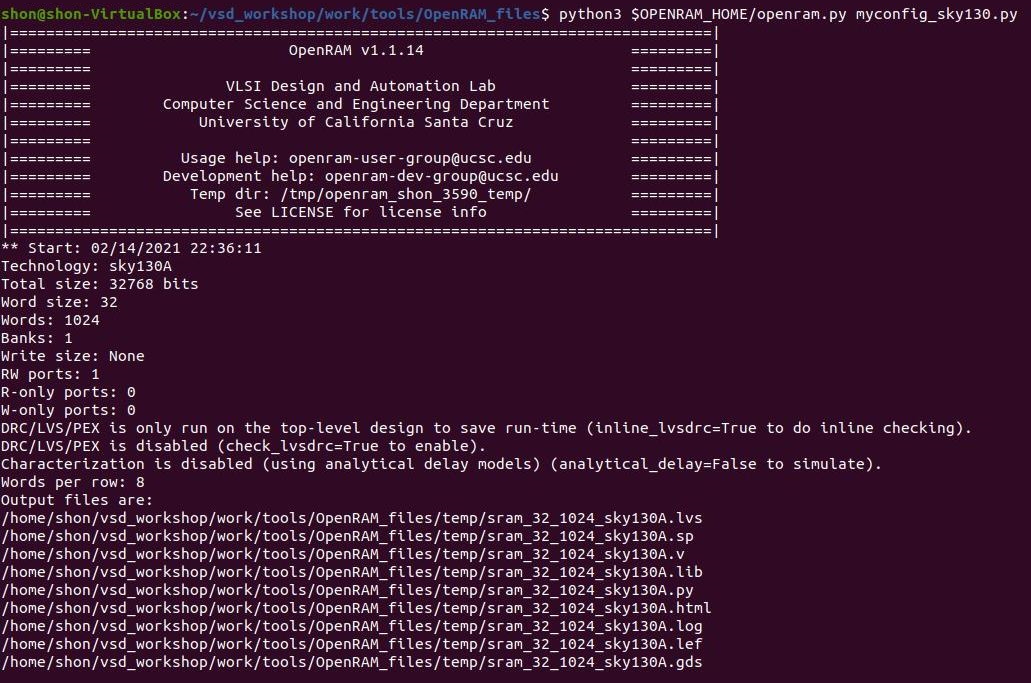 shon@shon-VirtualBox:~/vsd_workshop/work/tools/OpenRAM_files$ python3 $OPENRAM_HOME/openram.py myconfig_sky130.py
|==============================================================================|
|=========                      OpenRAM v1.1.14                       =========|
|=========                                                            =========|
|=========               VLSI Design and Automation Lab               =========|
|=========        Computer Science and Engineering Department         =========|
|=========            University of California Santa Cruz             =========|
|=========                                                            =========|
|=========          Usage help: openram-user-group@ucsc.edu           =========|
|=========        Development help: openram-dev-group@ucsc.edu        =========|
|=========           Temp dir: /tmp/openram_shon_3590_temp/           =========|
|=========                See LICENSE for license info                =========|
|==============================================================================|
** Start: 02/14/2021 22:36:11
Technology: sky130A
Total size: 32768 bits
Word size: 32
Words: 1024
Banks: 1
Write size: None
RW ports: 1
R-only ports: 0
W-only ports: 0
DRC/LVS/PEX is only run on the top-level design to save run-time (inline_lvsdrc=True to do inline checking).
DRC/LVS/PEX is disabled (check_lvsdrc=True to enable).
Characterization is disabled (using analytical delay models) (analytical_delay=False to simulate).
Words per row: 8
Output files are:
/home/shon/vsd_workshop/work/tools/OpenRAM_files/temp/sram_32_1024_sky130A.lvs
/home/shon/vsd_workshop/work/tools/OpenRAM_files/temp/sram_32_1024_sky130A.sp
/home/shon/vsd_workshop/work/tools/OpenRAM_files/temp/sram_32_1024_sky130A.v
/home/shon/vsd_workshop/work/tools/OpenRAM_files/temp/sram_32_1024_sky130A.lib
/home/shon/vsd_workshop/work/tools/OpenRAM_files/temp/sram_32_1024_sky130A.py
/home/shon/vsd_workshop/work/tools/OpenRAM_files/temp/sram_32_1024_sky130A.html
/home/shon/vsd_workshop/work/tools/OpenRAM_files/temp/sram_32_1024_sky130A.log
/home/shon/vsd_workshop/work/tools/OpenRAM_files/temp/sram_32_1024_sky130A.lef
/home/shon/vsd_workshop/work/tools/OpenRAM_files/temp/sram_32_1024_sky130A.gds